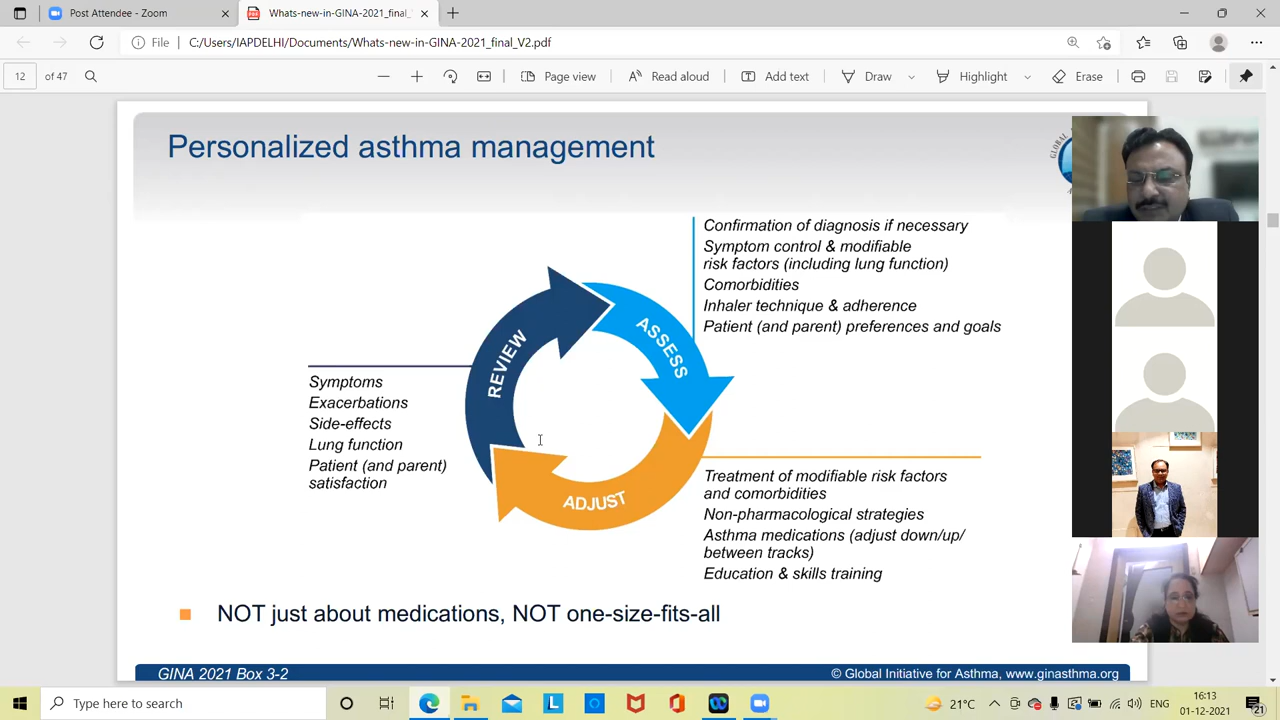 Post Attendee - Zoom
Whats-new-in-GINA-2021_final_
File
C:/Users/IAPDELHI/Documents/Whats-new-in-GINA-2021_final_V2.pdf
12 of 47
Page view
Read aloud
Add text
Draw
Highlight
Erase
Personalized asthma management
Confirmation of diagnosis if necessary
Symptom control & modifiable
risk factors (including lung function)
Comorbidities
Inhaler technique & adherence
Patient (and parent) preferences and goals
REVIEW
ASSESS
ADJUST
Symptoms
Exacerbations
Side-effects
Lung function
Patient (and parent)
satisfaction
Treatment of modifiable risk factors
and comorbidities
Non-pharmacological strategies
Asthma medications (adjust down/up/
between tracks)
Education & skills training
NOT just about medications, NOT one-size-fits-all
GINA 2021 Box 3-2
© Global Initiative for Asthma, www.ginasthma.org
Type here to search
21°C
16:13
01-12-2021
21